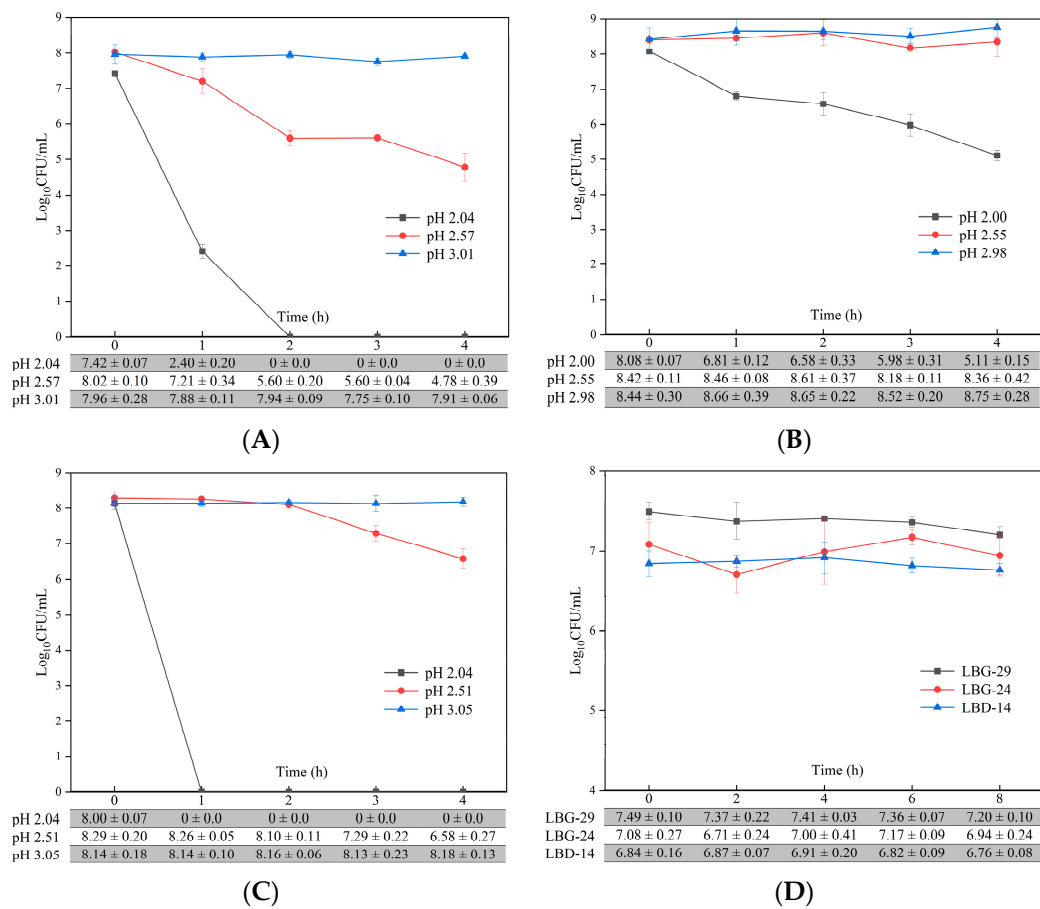 9
8
7
6
5
4
3
2
1
0
Log₁₀CFU/mL
pH 2.04
pH 2.57
pH 3.01
Time (h)
0 1 2 3 4
pH 2.04 7.42 ± 0.07 2.40 ± 0.20 0 ± 0.0 0 ± 0.0 0 ± 0.0
pH 2.57 8.02 ± 0.10 7.21 ± 0.34 5.60 ± 0.20 5.60 ± 0.04 4.78 ± 0.39
pH 3.01 7.96 ± 0.28 7.88 ± 0.11 7.94 ± 0.09 7.75 ± 0.10 7.91 ± 0.06
(A)
9
8
7
6
5
4
3
2
1
0
Log₁₀CFU/mL
pH 2.00
pH 2.55
pH 2.98
Time (h)
0 1 2 3 4
pH 2.00 8.08 ± 0.07 6.81 ± 0.12 6.58 ± 0.33 5.98 ± 0.31 5.11 ± 0.15
pH 2.55 8.42 ± 0.11 8.46 ± 0.08 8.61 ± 0.37 8.18 ± 0.11 8.36 ± 0.42
pH 2.98 8.44 ± 0.30 8.66 ± 0.39 8.65 ± 0.22 8.52 ± 0.20 8.75 ± 0.28
(B)
9
8
7
6
5
4
3
2
1
0
Log₁₀CFU/mL
pH 2.04
pH 2.51
pH 3.05
Time (h)
0 1 2 3 4
pH 2.04 8.00 ± 0.07 0 ± 0.0 0 ± 0.0 0 ± 0.0 0 ± 0.0
pH 2.51 8.29 ± 0.20 8.26 ± 0.05 8.10 ± 0.11 7.29 ± 0.22 6.58 ± 0.27
pH 3.05 8.14 ± 0.18 8.14 ± 0.10 8.16 ± 0.06 8.13 ± 0.23 8.18 ± 0.13
(C)
8
7
6
5
4
Log₁₀CFU/mL
LBG-29
LBG-24
LBD-14
Time (h)
0 2 4 6 8
LBG-29 7.49 ± 0.10 7.37 ± 0.22 7.41 ± 0.03 7.36 ± 0.07 7.20 ± 0.10
LBG-24 7.08 ± 0.27 6.71 ± 0.24 7.00 ± 0.41 7.17 ± 0.09 6.94 ± 0.24
LBD-14 6.84 ± 0.16 6.87 ± 0.07 6.91 ± 0.20 6.82 ± 0.09 6.76 ± 0.08
(D)